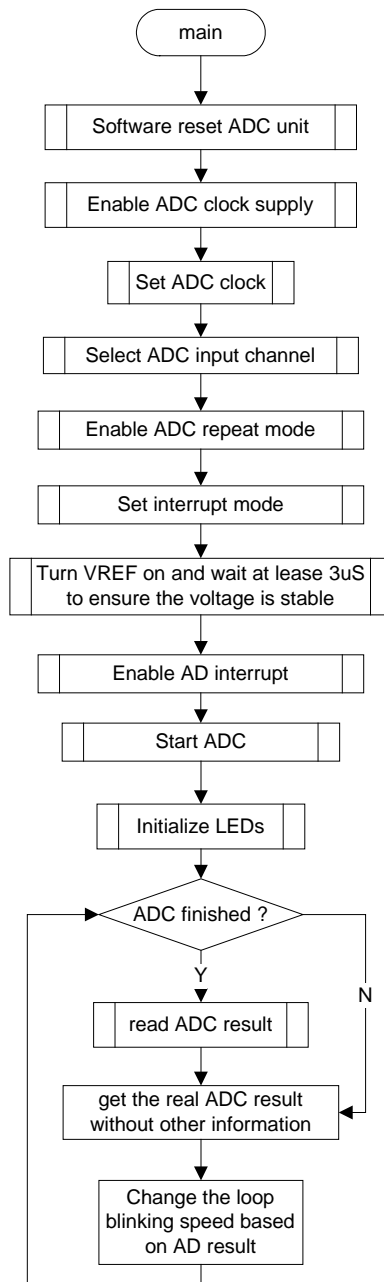 main
Software reset ADC unit
Enable ADC clock supply
Set ADC clock
Select ADC input channel
Enable ADC repeat mode
Set interrupt mode
Turn VREF on and wait at lease 3uS
to ensure the voltage is stable
Enable AD interrupt
Start ADC
Initialize LEDs
ADC finished ?
Y
N
read ADC result
get the real ADC result
without other information
Change the loop
blinking speed based
on AD result